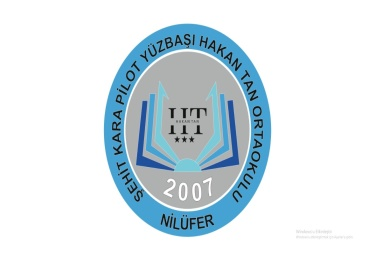 ŞEHİT KARA PİLOT YÜZBAŞI HAKAN TAN ORTAOKULU
HT
2007
NİLÜFER